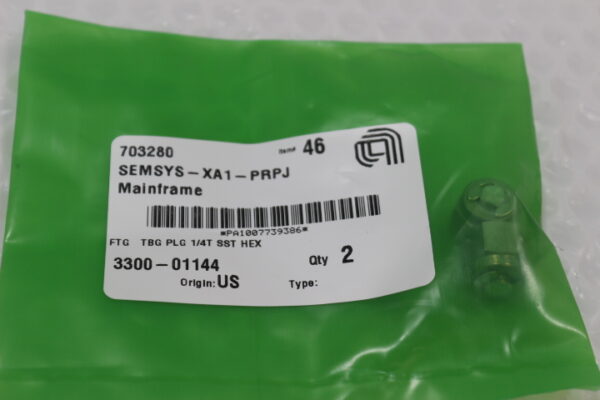 703280 Item# 46
SEMSYS-XA1-PRPJ
Mainframe
*PA1007739386*
FTG TBG PLG 1/4T SST HEX
3300-01144 Qty 2
Origin: US Type: